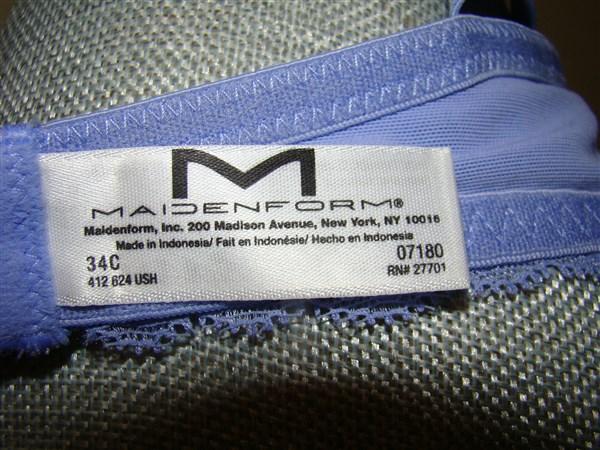 M
MAIDENFORM®
Maidenform, Inc. 200 Madison Avenue, New York, NY 10016
Made in Indonesia/ Fait en Indonésie/ Hecho en Indonesia
34C 07180
412 624 USH RN# 27701